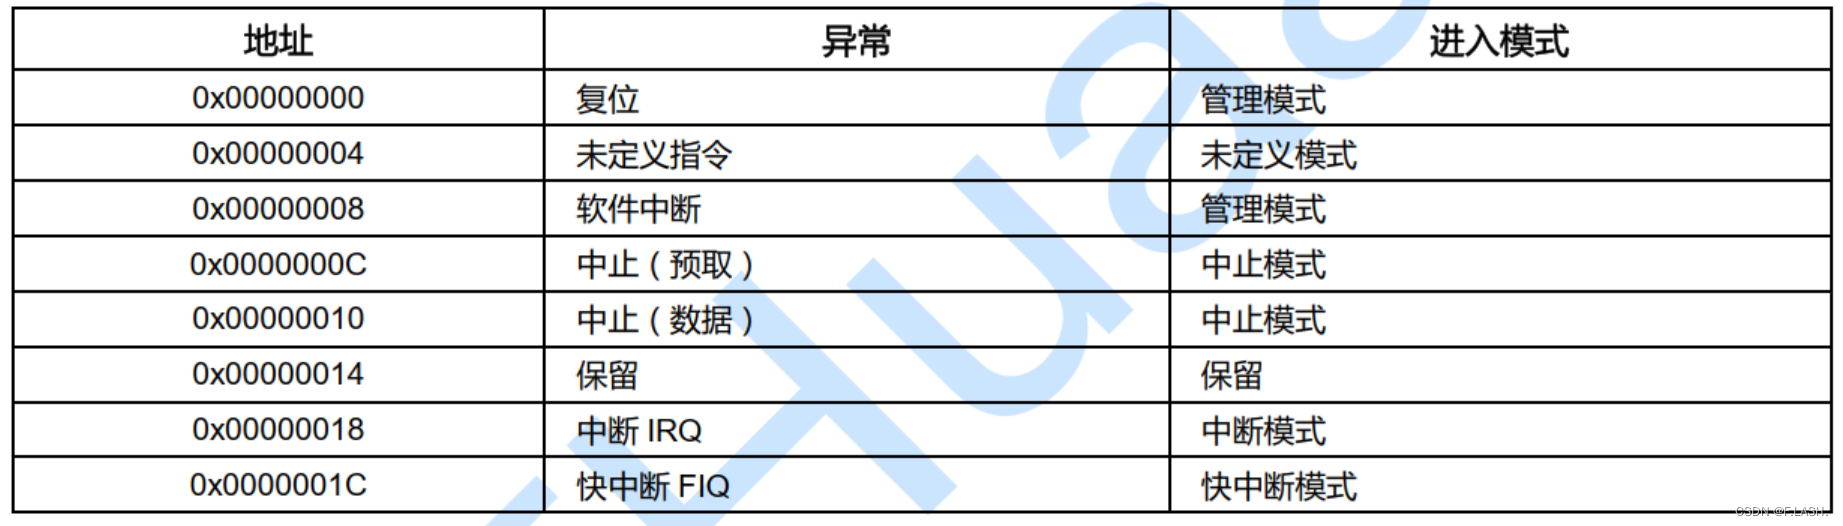 地址 异常 进入模式
0x00000000 复位 管理模式
0x00000004 未定义指令 未定义模式
0x00000008 软件中断 管理模式
0x0000000C 中止（预取） 中止模式
0x00000010 中止（数据） 中止模式
0x00000014 保留 保留
0x00000018 中断 IRQ 中断模式
0x0000001C 快中断 FIQ 快中断模式
Hua